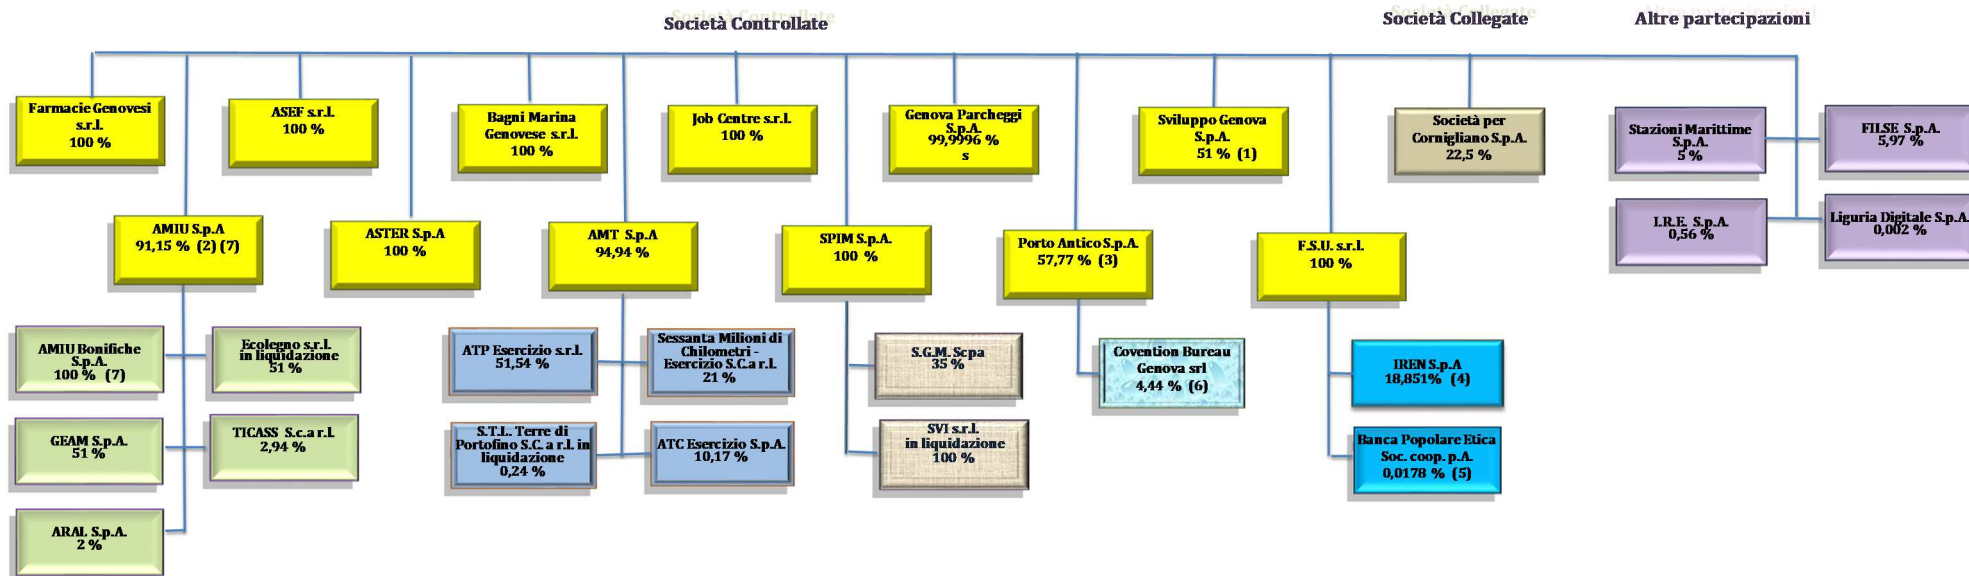 Società Controllate
Società Collegate
Altre partecipazioni
Farmacie Genovesi
s.r.l.
100 %
ASEF s.r.l.
100 %
Bagni Marina
Genovese s.r.l.
100 %
Job Centre s.r.l.
100 %
Genova Parcheggi
S.p.A.
99,9996 %
s
Sviluppo Genova
S.p.A.
51 % (1)
Società per
Cornigliano S.p.A.
22,5 %
Stazioni Marittime
S.p.A.
5 %
FILSE S.p.A.
5,97 %
AMIU S.p.A
91,15 % (2) (7)
ASTER S.p.A
100 %
AMT S.p.A
94,94 %
SPIM S.p.A.
100 %
Porto Antico S.p.A.
57,77 % (3)
F.S.U. s.r.l.
100 %
I.R.E. S.p.A.
0,56 %
Liguria Digitale S.p.A.
0,002 %
AMIU Bonifiche
S.p.A.
100 % (7)
Ecolegno s.r.l.
in liquidazione
51 %
ATP Esercizio s.r.l.
51,54 %
Sessanta Milioni di
Chilometri -
Esercizio S.C.a r.l.
21 %
S.G.M. Scpa
35 %
Covention Bureau
Genova srl
4,44 % (6)
IREN S.p.A
18,851% (4)
GEAM S.p.A.
51 %
TICASS S.c.a r.l.
2,94 %
S.T.L. Terre di
Portofino S.C. a r.l. in
liquidazione
0,24 %
ATC Esercizio S.p.A.
10,17 %
SVI s.r.l.
in liquidazione
100 %
Banca Popolare Etica
Soc. coop. p.A.
0,0178 % (5)
ARAL S.p.A.
2 %